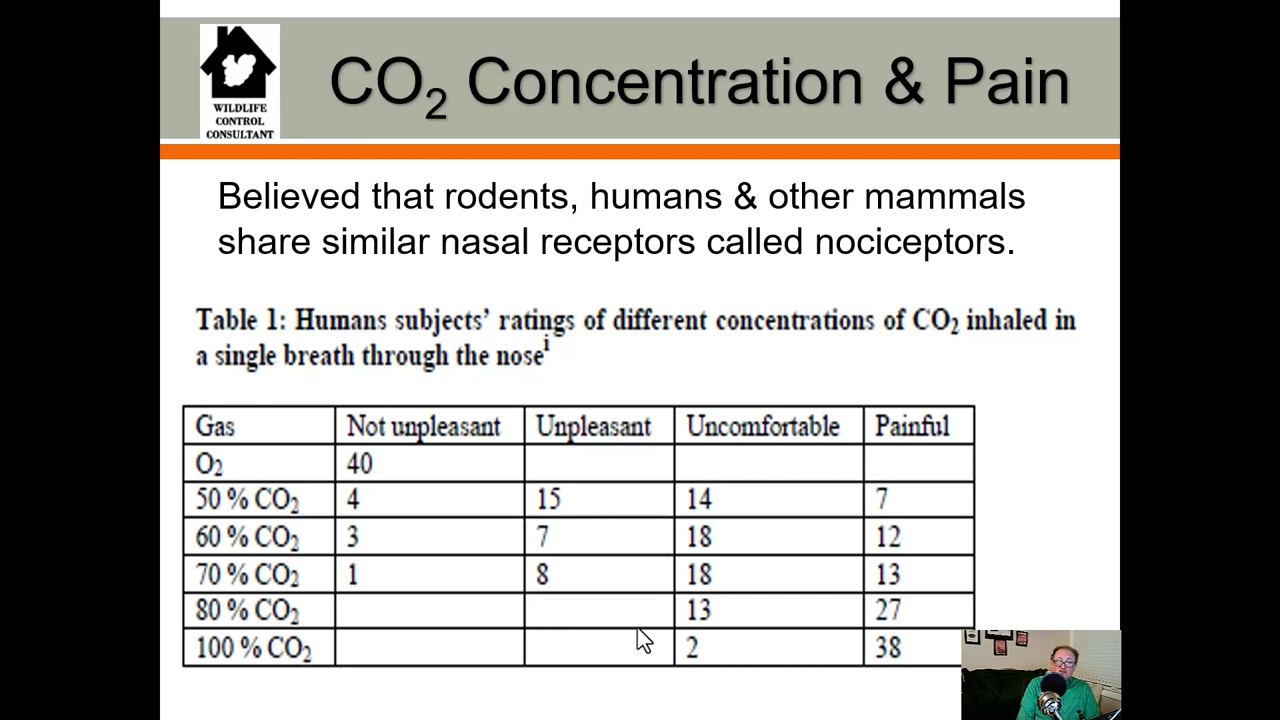 WILDLIFE
CONTROL
CONSULTANT
CO₂ Concentration & Pain
Believed that rodents, humans & other mammals
share similar nasal receptors called nociceptors.
Table 1: Humans subjects' ratings of different concentrations of CO₂ inhaled in
a single breath through the noseⁱ
Gas Not unpleasant Unpleasant Uncomfortable Painful
O₂ 40
50 % CO₂ 4 15 14 7
60 % CO₂ 3 7 18 12
70 % CO₂ 1 8 18 13
80 % CO₂ 13 27
100 % CO₂ 2 38